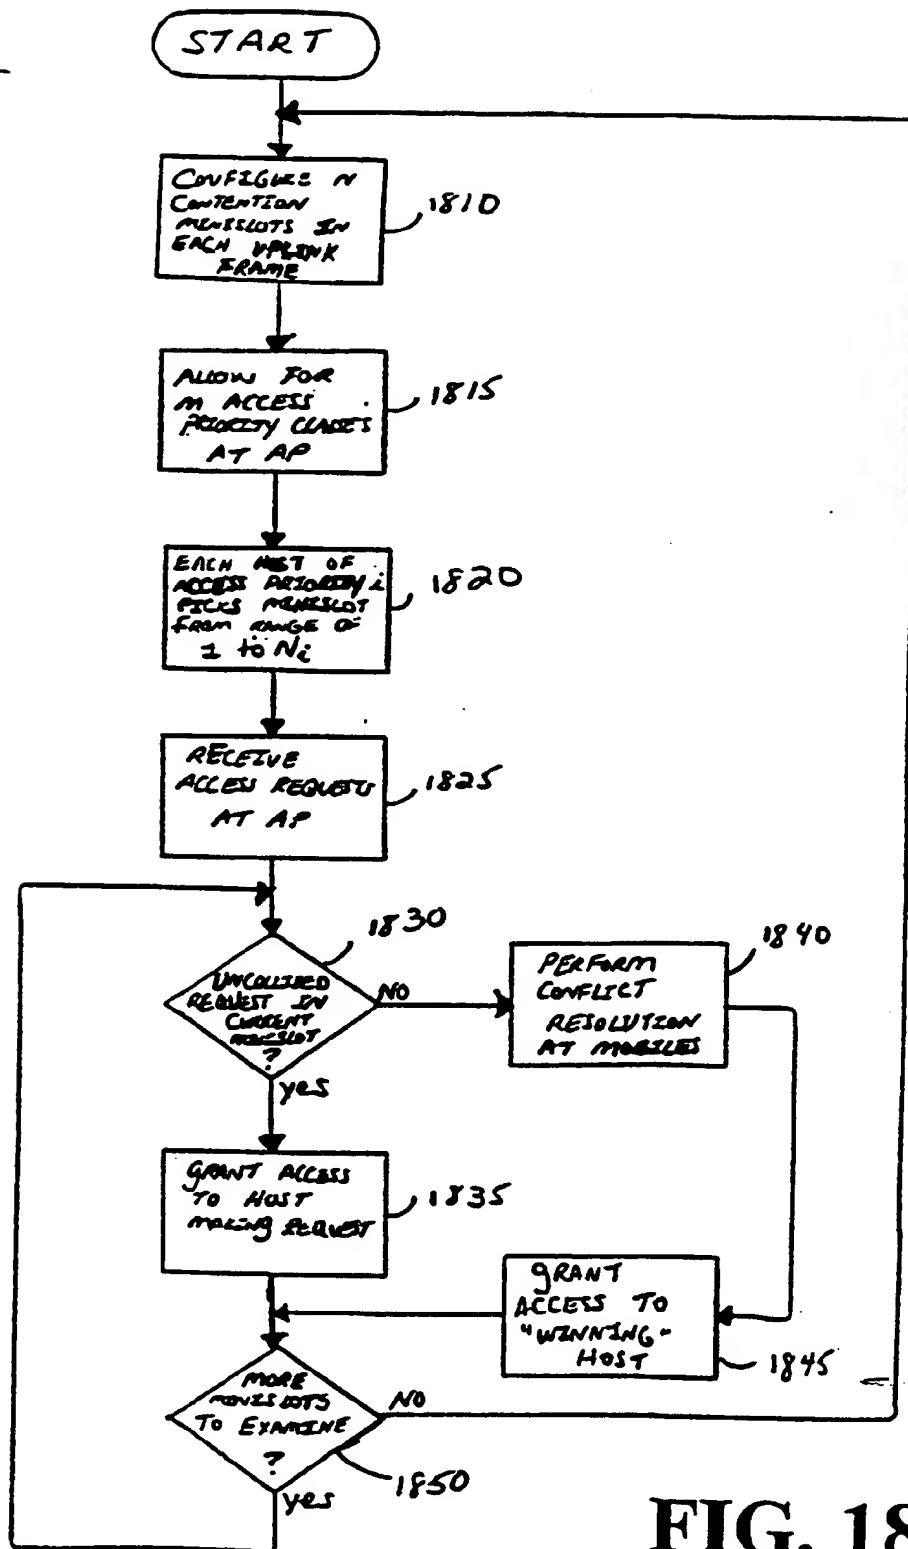 START
CONFIGURE N
CONTENTION
MINISLOTS IN
EACH UPLINK
FRAME
1810
ALLOW FOR
M ACCESS
PRIORITY CLASSES
AT AP
1815
EACH HOST OF
ACCESS PRIORITY i
PICKS MINISLOT
FROM RANGE OF
1 to Ni
1820
RECEIVE
ACCESS REQUESTS
AT AP
1825
1830
UNCOLLIDED
REQUEST IN
CURRENT
MINISLOT
?
NO
yes
PERFORM
CONFLICT
RESOLUTION
AT MOBILES
1840
GRANT ACCESS
TO HOST
MAKING REQUEST
1835
GRANT
ACCESS TO
"WINNING"
HOST
1845
MORE
MINISLOTS
TO EXAMINE
?
NO
1850
yes
FIG. 18